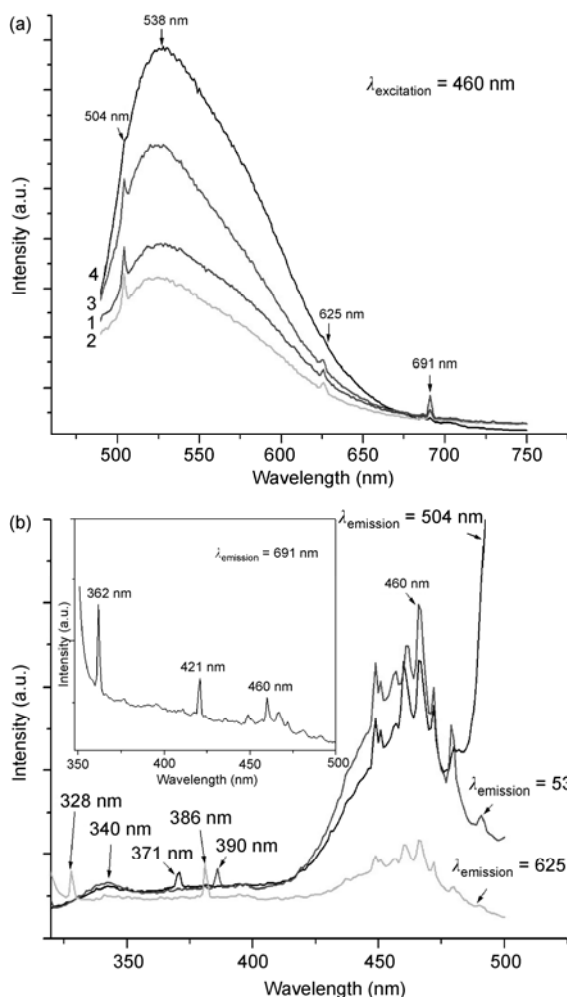 (a)
538 nm
λexcitation = 460 nm
504 nm
4
3
1
2
625 nm
691 nm
Intensity (a.u.)
500 550 600 650 700 750
Wavelength (nm)
(b)
λemission = 504 nm
λemission = 691 nm
362 nm
421 nm
460 nm
Intensity (a.u.)
350 400 450 500
Wavelength (nm)
460 nm
328 nm
340 nm
371 nm
386 nm
390 nm
λemission = 53
λemission = 625
Intensity (a.u.)
350 400 450 500
Wavelength (nm)